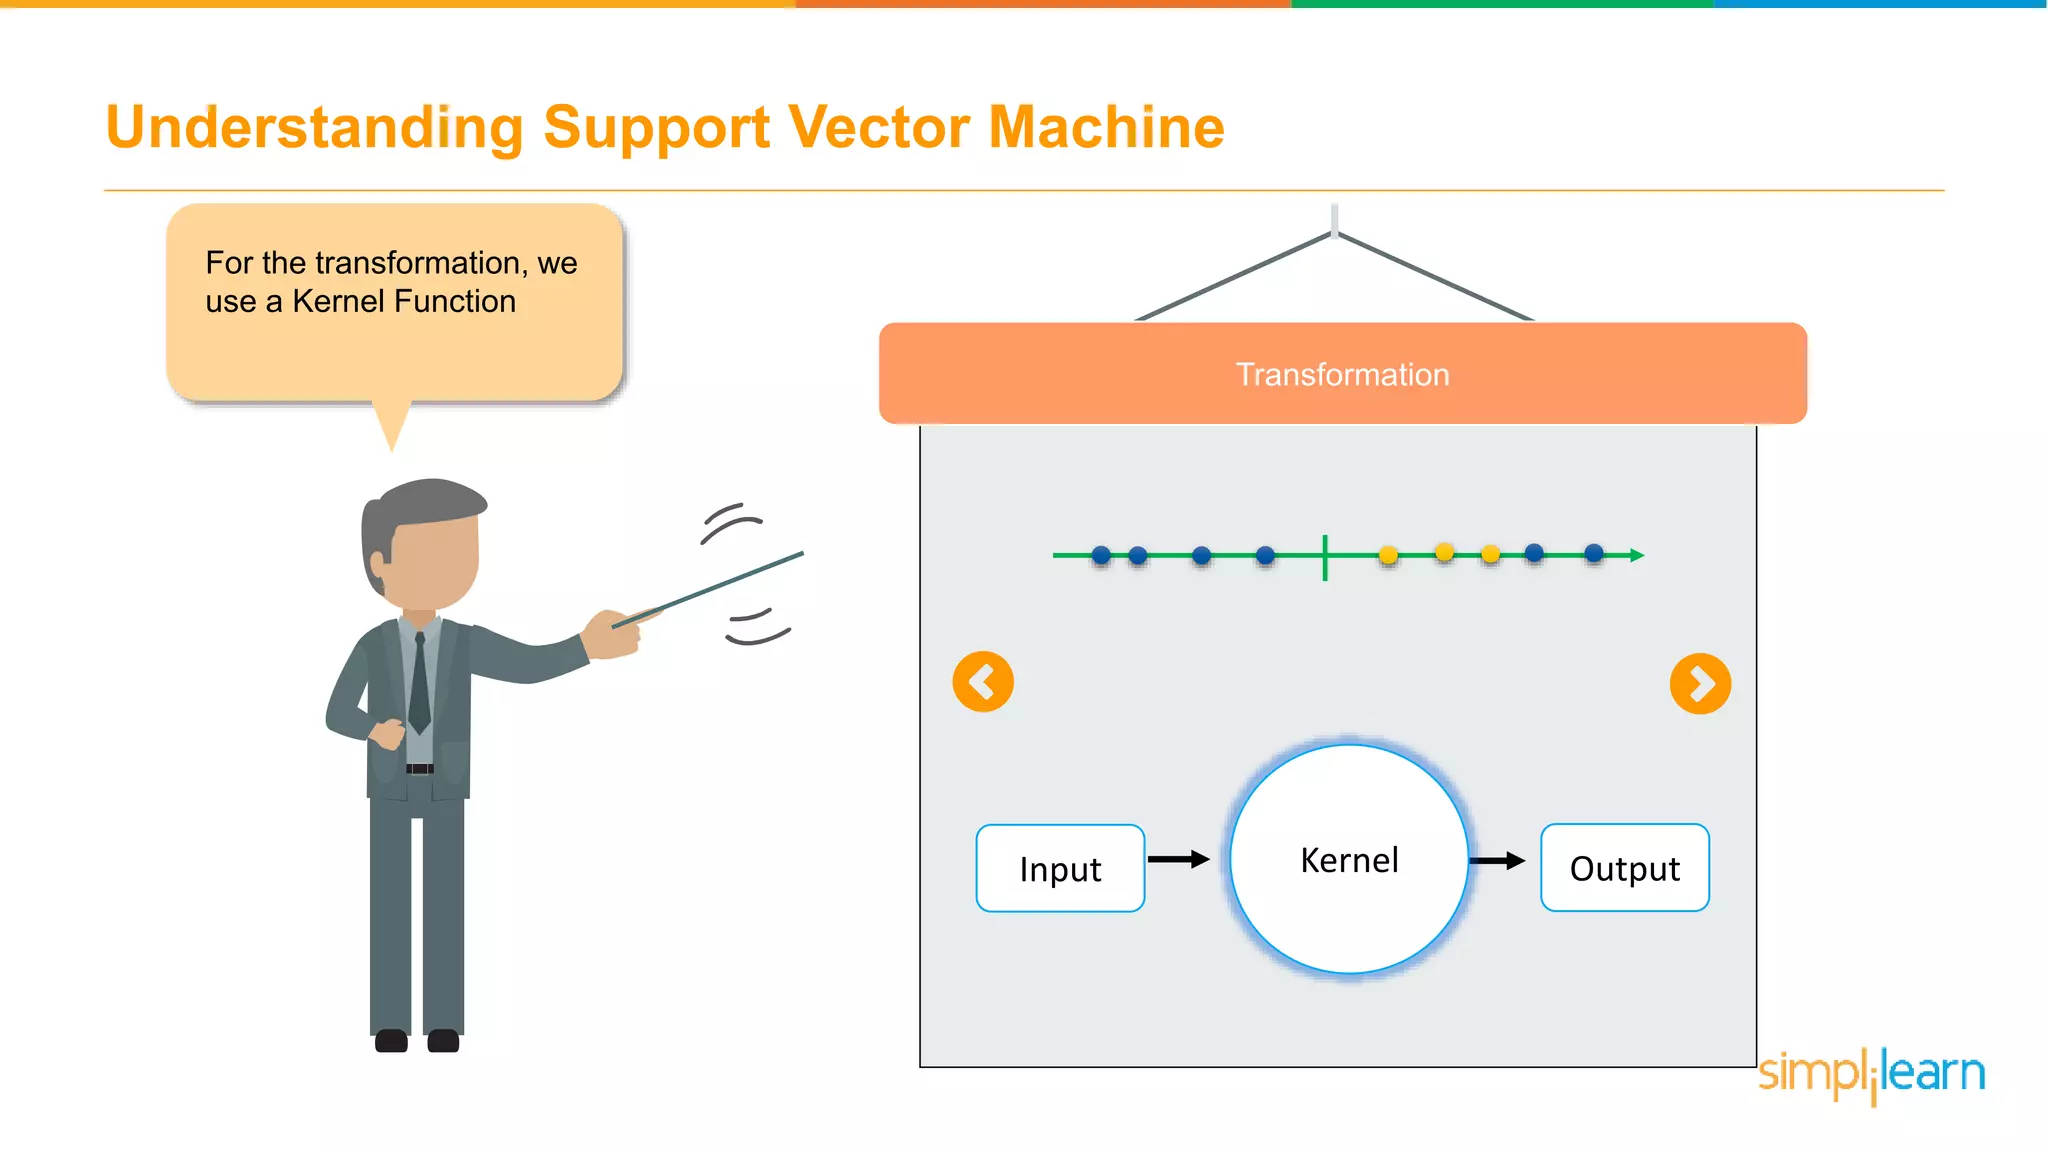 Understanding Support Vector Machine
For the transformation, we
use a Kernel Function
Transformation
Input
Kernel
Output
simplilearn